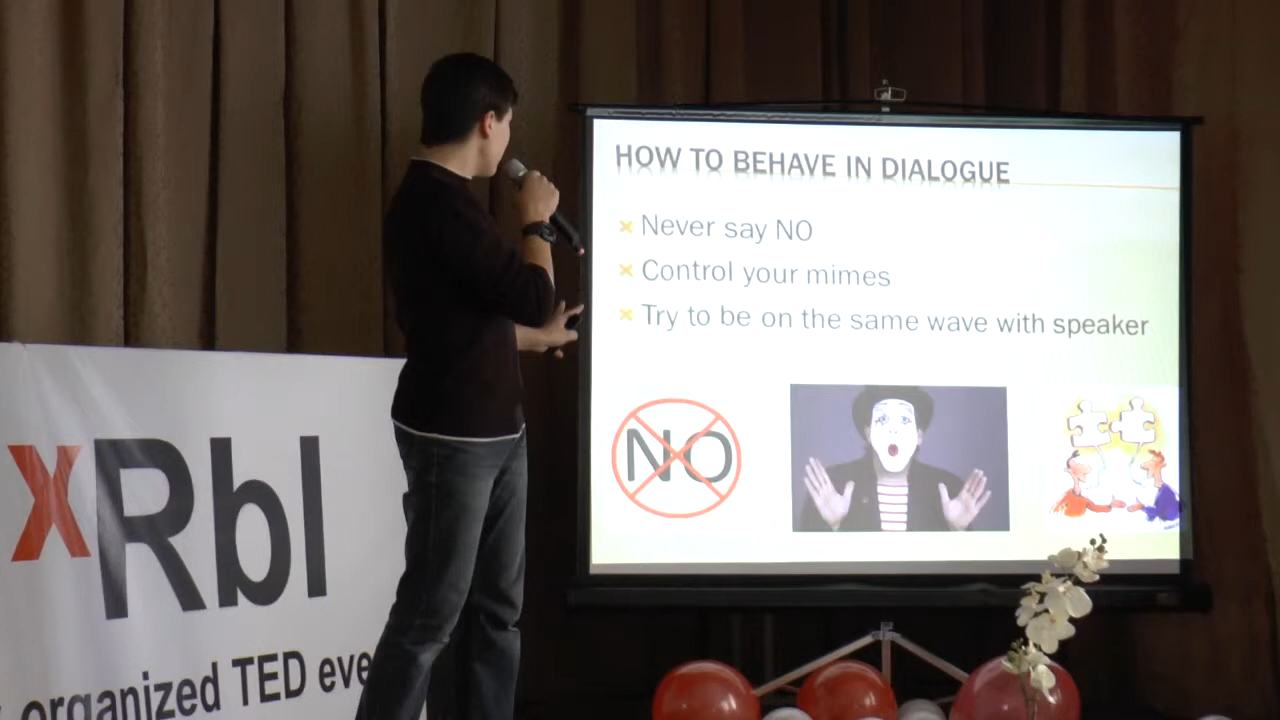 HOW TO BEHAVE IN DIALOGUE
Never say NO
Control your mimes
Try to be on the same wave with speaker
NO
xRbl
organized TED eve